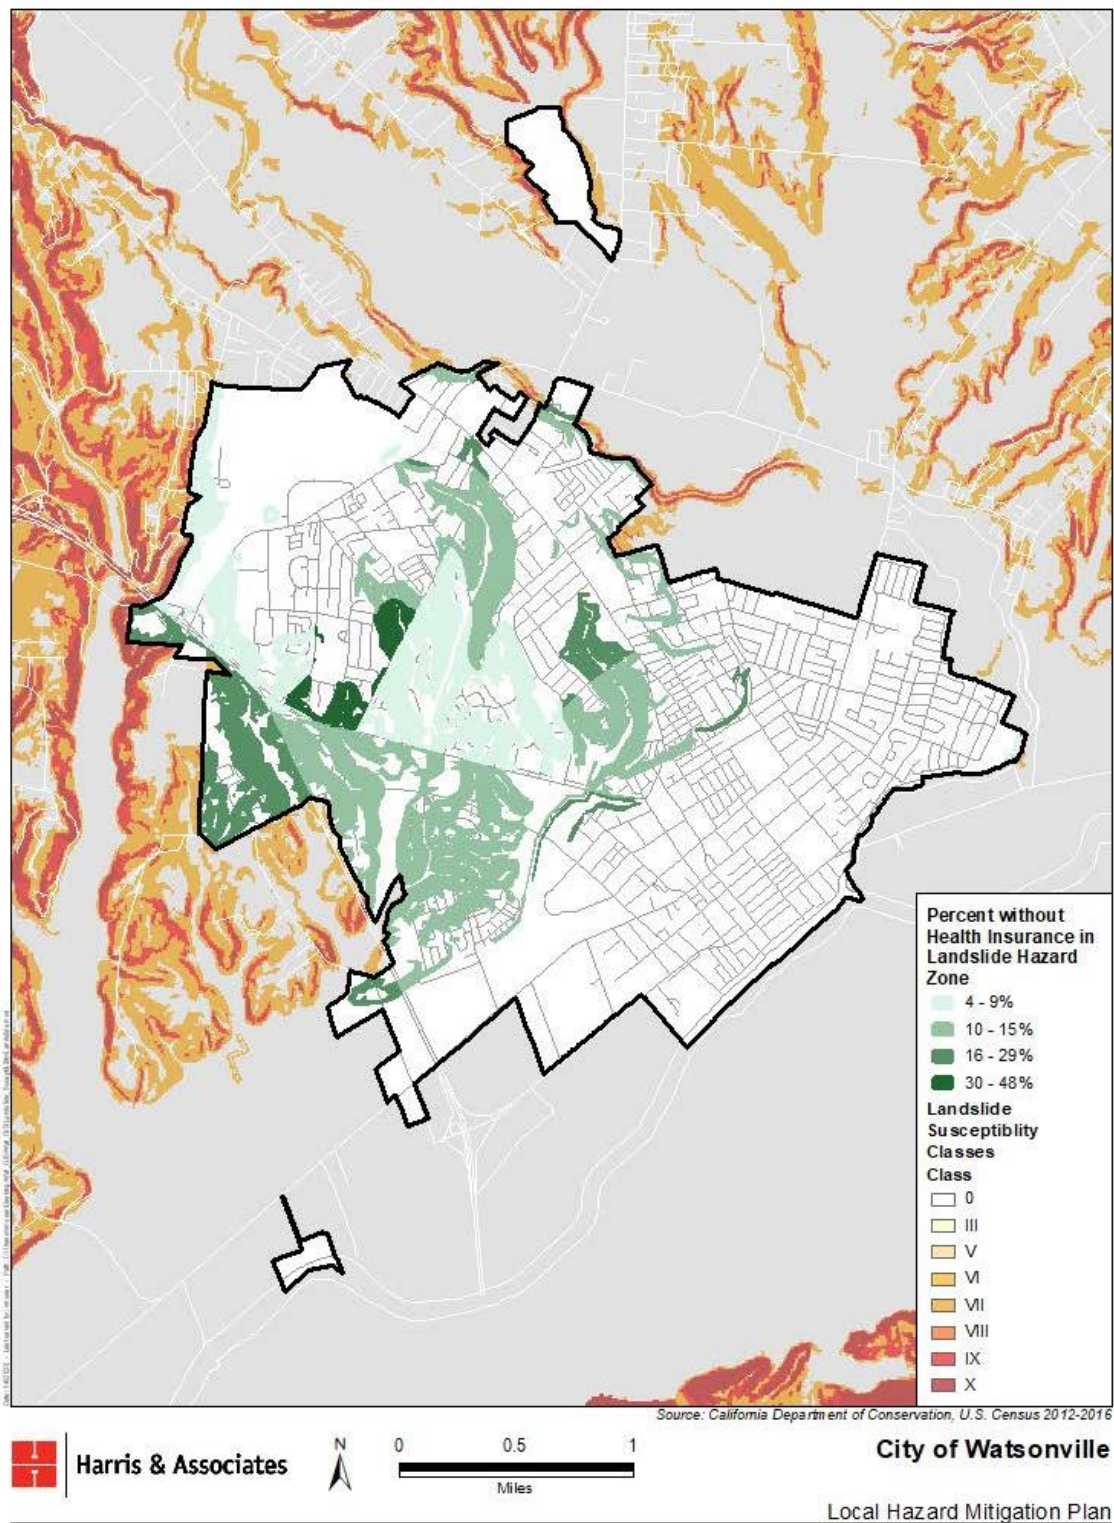 Percent without
Health Insurance in
Landslide Hazard
Zone
4 - 9%
10 - 15%
16 - 29%
30 - 48%
Landslide
Susceptiblity
Classes
Class
0
III
V
VI
VII
VIII
IX
X
Source: California Department of Conservation, U.S. Census 2012-2016
Harris & Associates
N
0 0.5 1
Miles
City of Watsonville
Local Hazard Mitigation Plan